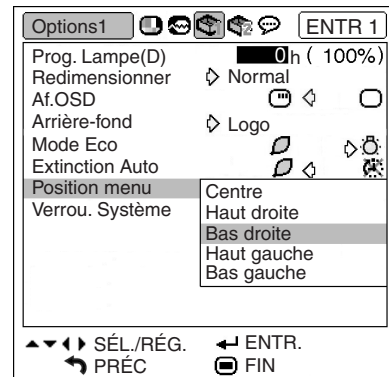 Options1 ENTR 1
Prog. Lampe(D) 0 h ( 100%)
Redimensionner Normal
Af.OSD
Arrière-fond Logo
Mode Eco
Extinction Auto
Position menu
Verrou. Système
Centre
Haut droite
Bas droite
Haut gauche
Bas gauche
SÉL./RÉG. ENTR.
PRÉC FIN